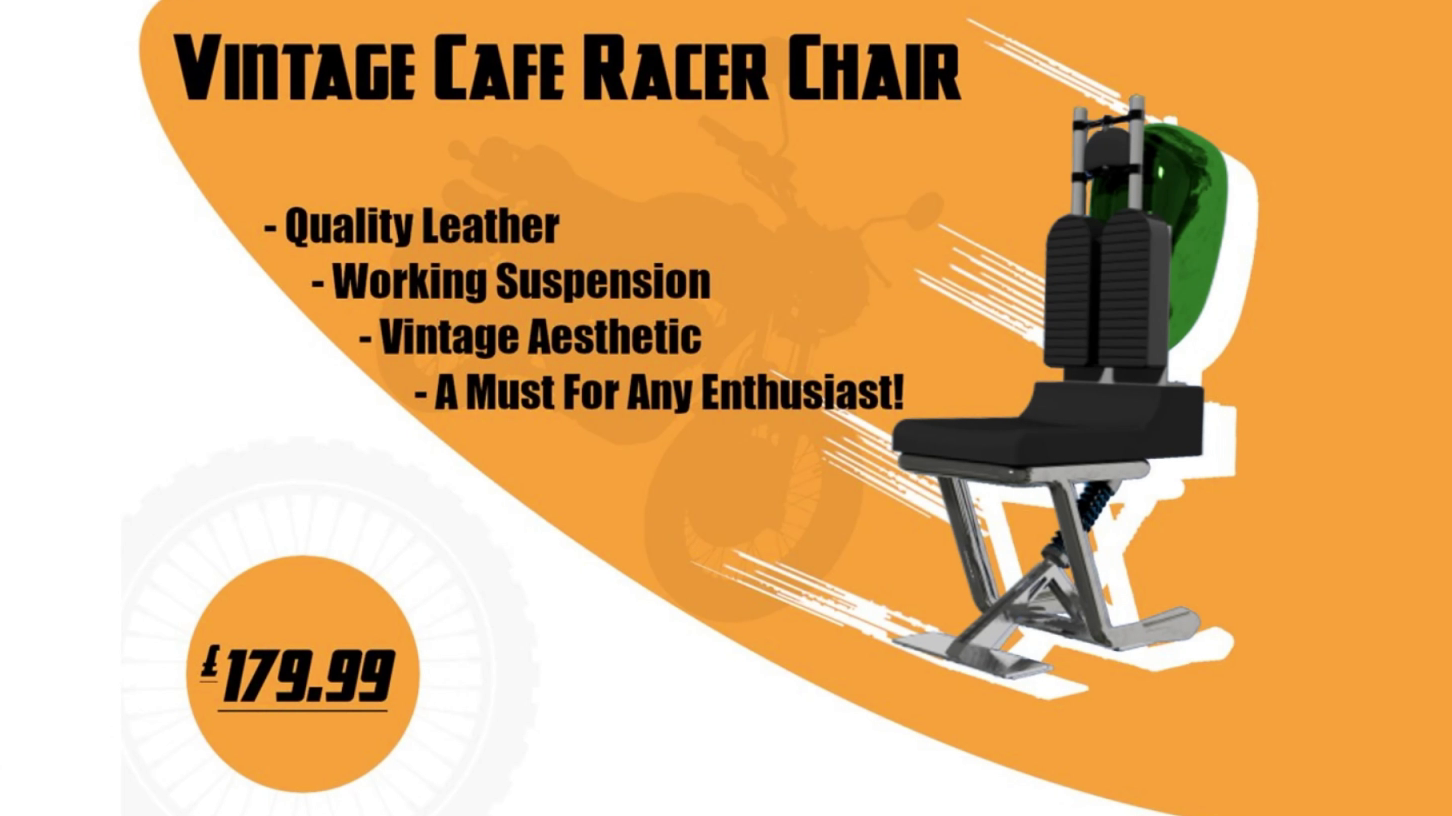 Vintage Cafe Racer Chair
- Quality Leather
- Working Suspension
- Vintage Aesthetic
- A Must For Any Enthusiast!
£179.99